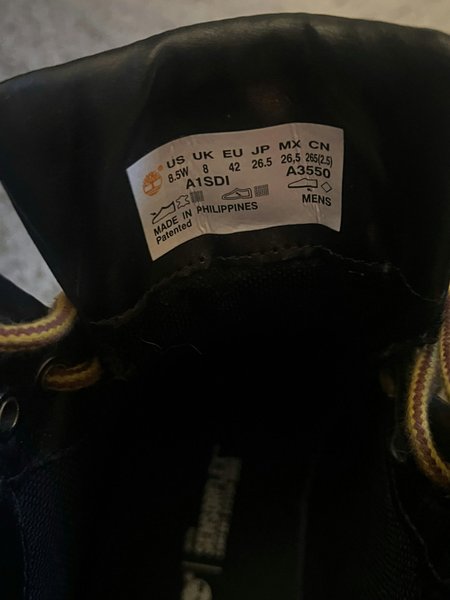 US UK EU JP MX CN
8.5W 8 42 26.5 26,5 265(2.5)
A1SDI A3550
MENS
MADE IN PHILIPPINES
Patented